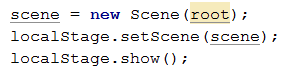 scene = new Scene(root);
localStage.setScene(scene);
localStage.show();